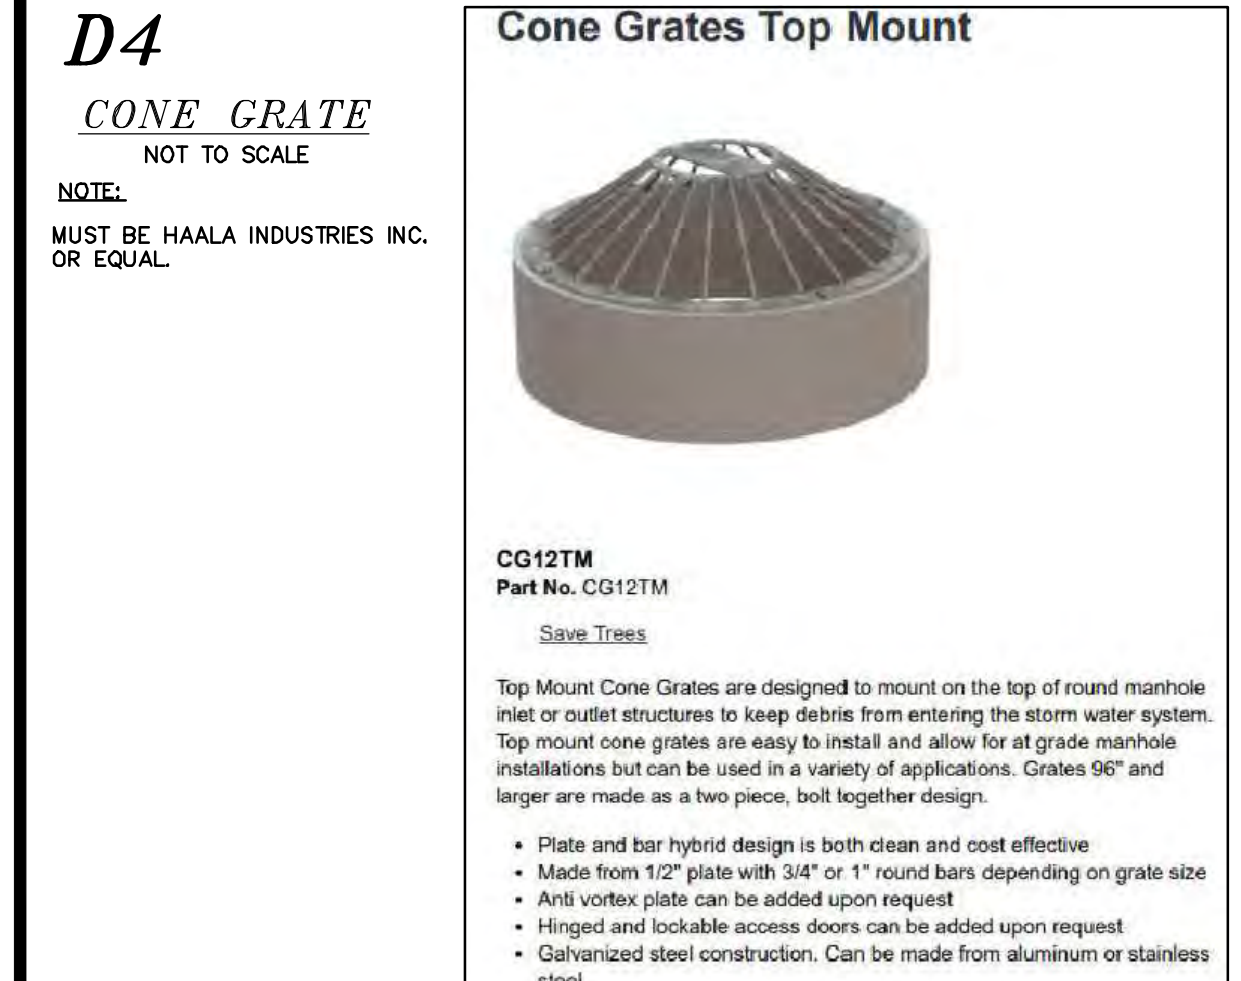 D4
CONE GRATE
NOT TO SCALE
NOTE:
MUST BE HAALA INDUSTRIES INC.
OR EQUAL.
Cone Grates Top Mount
CG12TM
Part No. CG12TM
Save Trees
Top Mount Cone Grates are designed to mount on the top of round manhole
inlet or outlet structures to keep debris from entering the storm water system.
Top mount cone grates are easy to install and allow for at grade manhole
installations but can be used in a variety of applications. Grates 96" and
larger are made as a two piece, bolt together design.
• Plate and bar hybrid design is both clean and cost effective
• Made from 1/2" plate with 3/4" or 1" round bars depending on grate size
• Anti vortex plate can be added upon request
• Hinged and lockable access doors can be added upon request
• Galvanized steel construction. Can be made from aluminum or stainless
steel